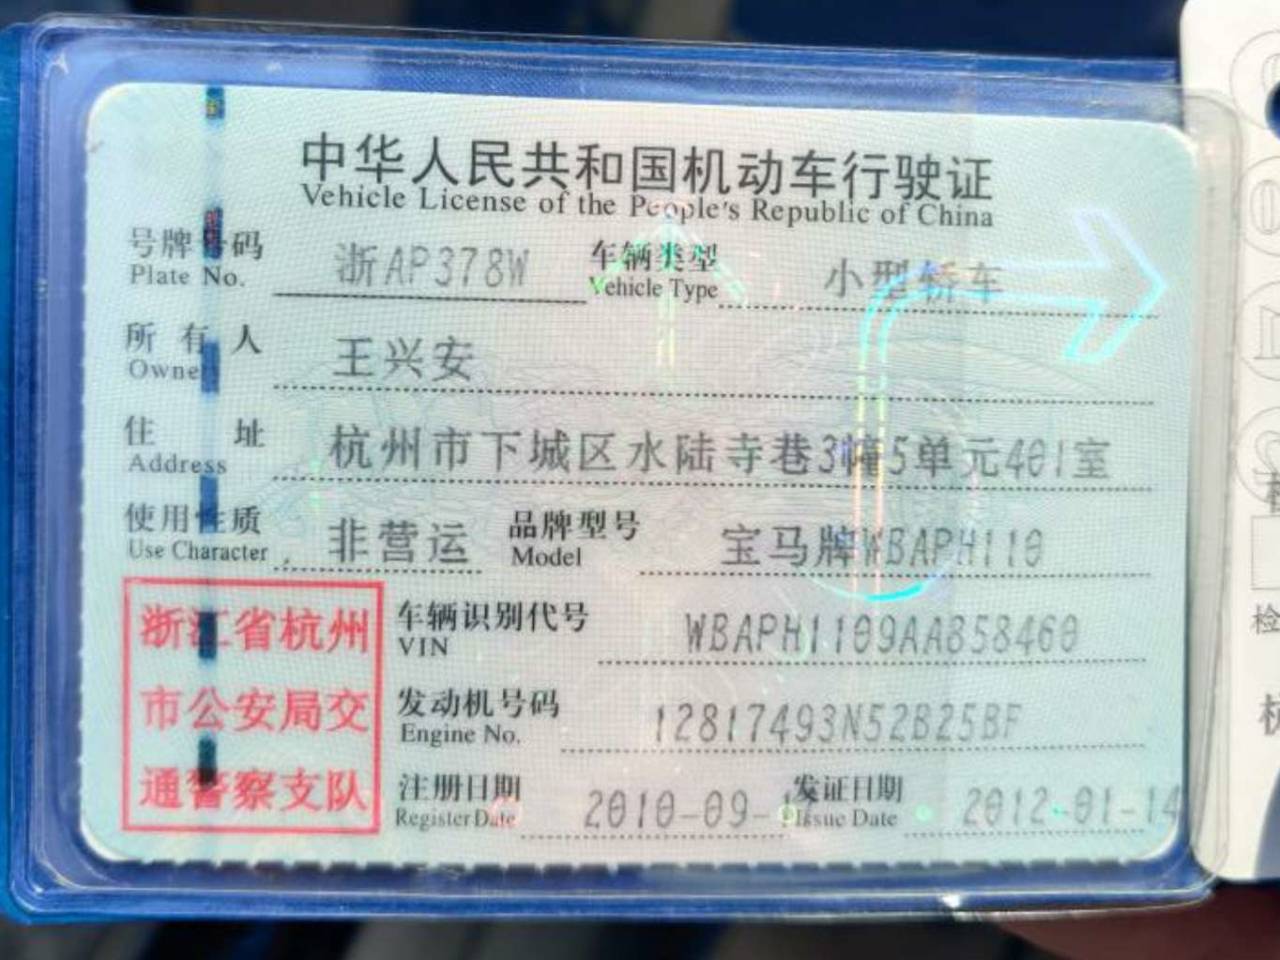 中华人民共和国机动车行驶证
Vehicle License of the People's Republic of China
号牌号码 浙AP378W 车辆类型 小型轿车
Plate No. Vehicle Type
所有人 王兴安
Owner
住址 杭州市下城区水陆寺巷3幢5单元401室
Address
使用性质 非营运 品牌型号 宝马牌WBAPH110
Use Character Model
浙江省杭州 车辆识别代号 WBAPH1109AA858460
VIN
市公安局交 发动机号码 12817493N52B25BF
Engine No.
通警察支队 注册日期 2010-09- 发证日期 2012-01-14
Register Date Issue Date